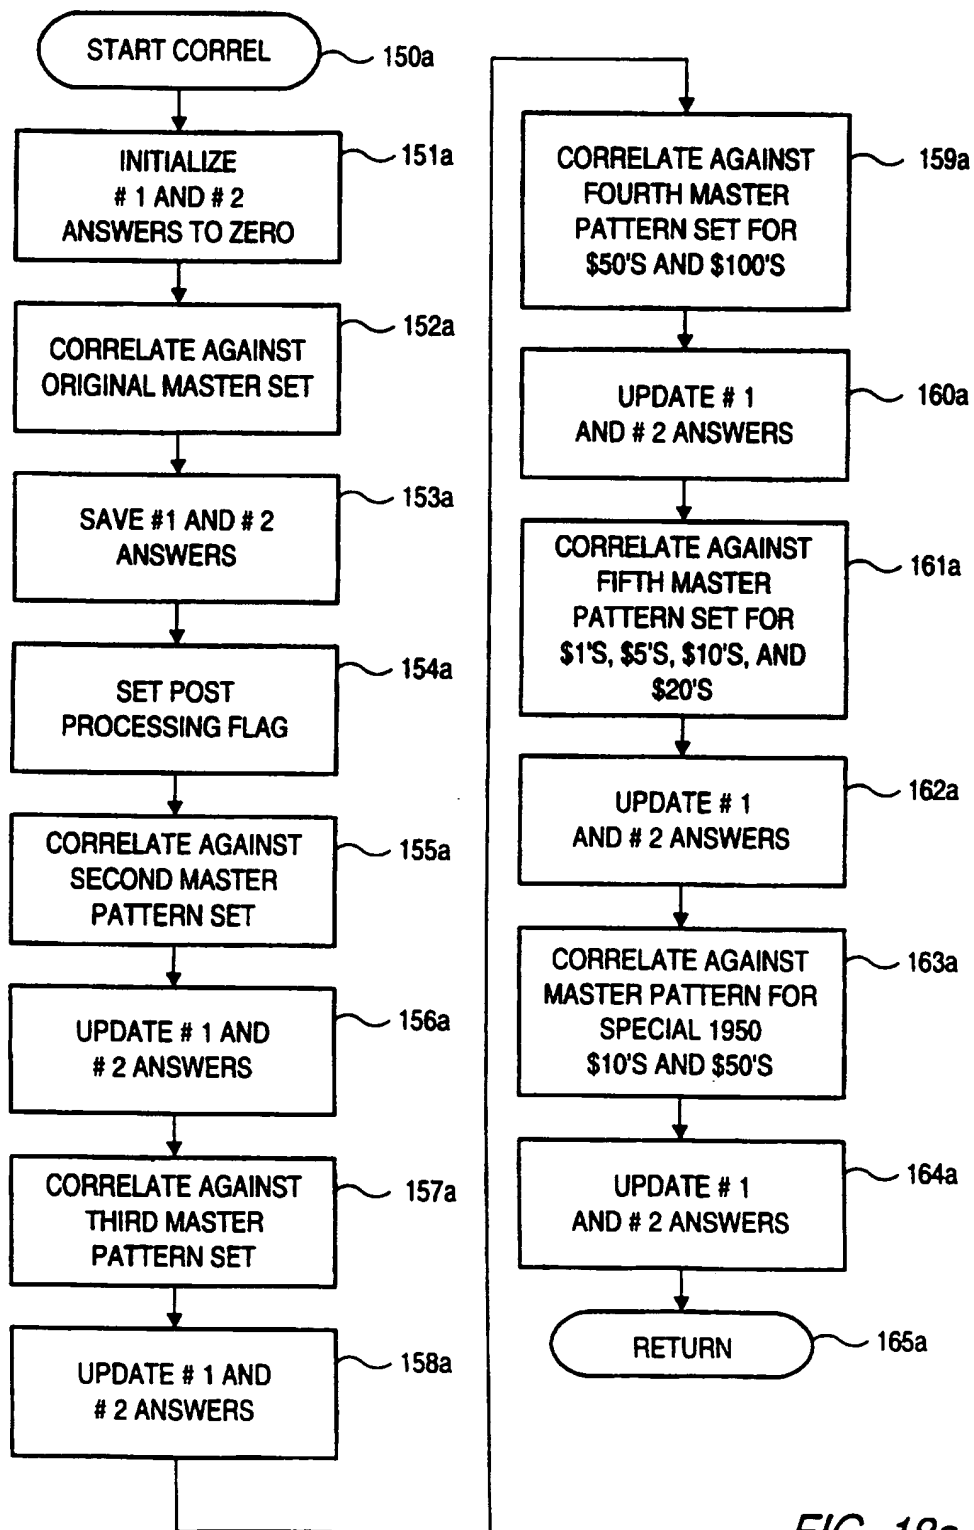 START CORREL
150a
INITIALIZE
# 1 AND # 2
ANSWERS TO ZERO
151a
CORRELATE AGAINST
ORIGINAL MASTER SET
152a
SAVE #1 AND # 2
ANSWERS
153a
SET POST
PROCESSING FLAG
154a
CORRELATE AGAINST
SECOND MASTER
PATTERN SET
155a
UPDATE # 1 AND
# 2 ANSWERS
156a
CORRELATE AGAINST
THIRD MASTER
PATTERN SET
157a
UPDATE # 1 AND
# 2 ANSWERS
158a
CORRELATE AGAINST
FOURTH MASTER
PATTERN SET FOR
$50'S AND $100'S
159a
UPDATE # 1
AND # 2 ANSWERS
160a
CORRELATE AGAINST
FIFTH MASTER
PATTERN SET FOR
$1'S, $5'S, $10'S, AND
$20'S
161a
UPDATE # 1
AND # 2 ANSWERS
162a
CORRELATE AGAINST
MASTER PATTERN FOR
SPECIAL 1950
$10'S AND $50'S
163a
UPDATE # 1
AND # 2 ANSWERS
164a
RETURN
165a
FIG. 18a